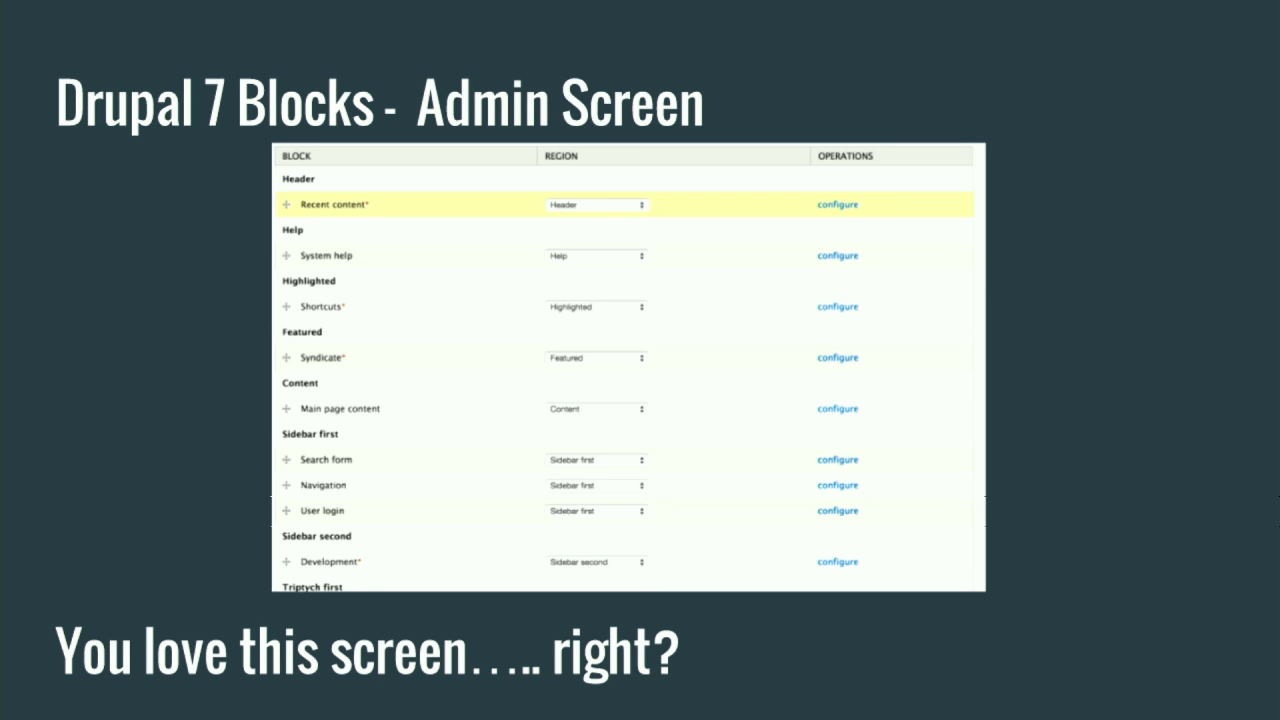 Drupal 7 Blocks - Admin Screen
BLOCK REGION OPERATIONS
Header
Recent content* Header configure
Help
System help Help configure
Highlighted
Shortcuts* Highlighted configure
Featured
Syndicate* Featured configure
Content
Main page content Content configure
Sidebar first
Search form Sidebar first configure
Navigation Sidebar first configure
User login Sidebar first configure
Sidebar second
Development* Sidebar second configure
Triptych first
You love this screen….. right?